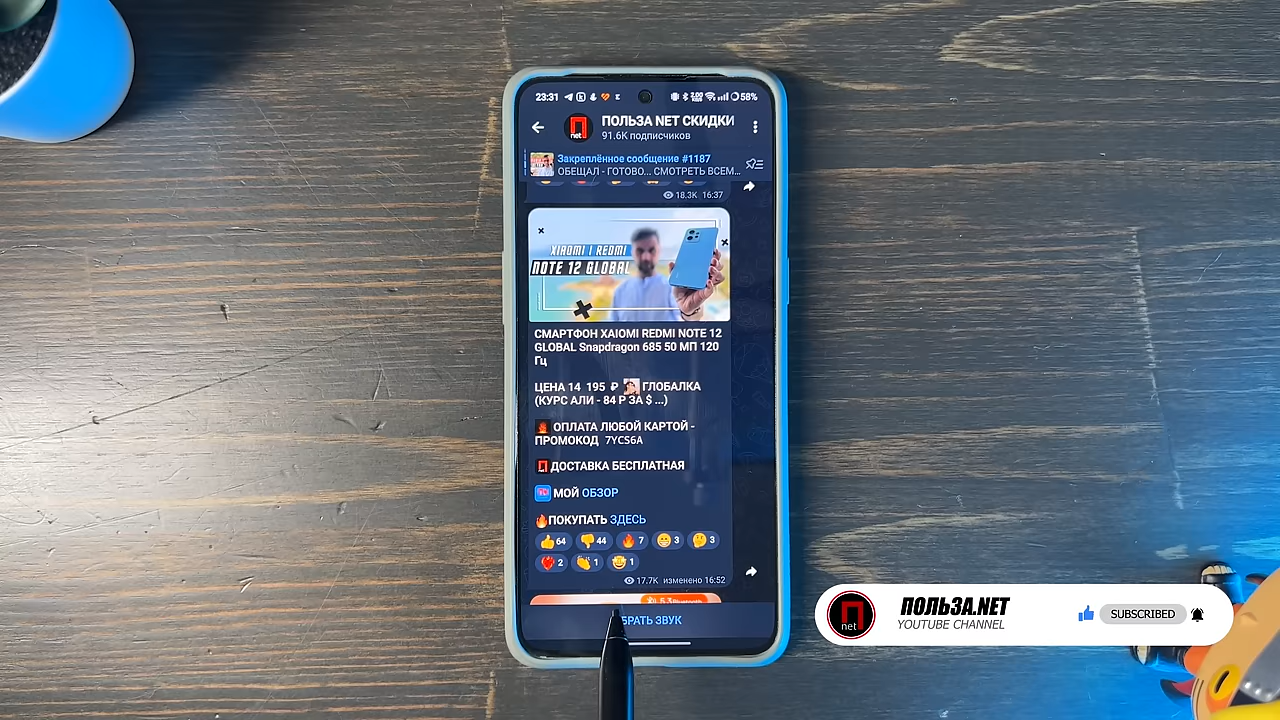 23:31 58%
ПОЛЬЗА NET СКИДКИ
91.6K подписчиков
Закреплённое сообщение #1187
ОБЕЩАЛ - ГОТОВО... СМОТРЕТЬ ВСЕМ...
18.3K 16:37
XIAOMI | REDMI
NOTE 12 GLOBAL
СМАРТФОН XAIOMI REDMI NOTE 12
GLOBAL Snapdragon 685 50 МП 120
Гц
ЦЕНА 14 195 ₽ ГЛОБАЛКА
(КУРС АЛИ - 84 Р ЗА $ ...)
ОПЛАТА ЛЮБОЙ КАРТОЙ -
ПРОМОКОД 7YCS6A
ДОСТАВКА БЕСПЛАТНАЯ
МОЙ ОБЗОР
ПОКУПАТЬ ЗДЕСЬ
64 44 7 3 3
2 1 1
17.7K изменено 16:52
БРАТЬ ЗВУК
П net
ПОЛЬЗА.NET
YOUTUBE CHANNEL
SUBSCRIBED